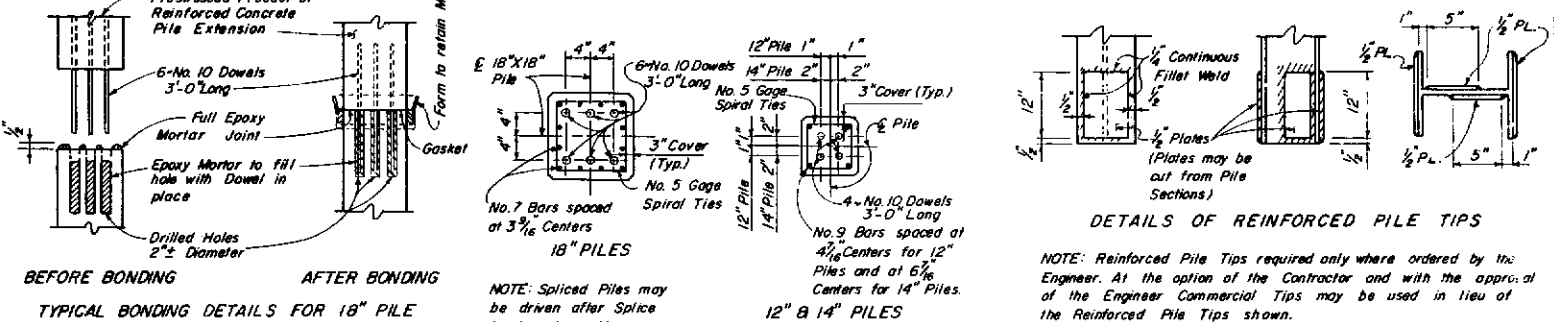 Reinforced Concrete
Pile Extension
6-No. 10 Dowels
3'-0" Long
Full Epoxy
Mortar Joint
1/2"
Epoxy Mortar to fill
hole with Dowel in
place
Drilled Holes
2"± Diameter
Form to retain
Gasket
BEFORE BONDING
AFTER BONDING
TYPICAL BONDING DETAILS FOR 18" PILE
4" 4"
℄ 18"X18"
Pile
6-No. 10 Dowels
3'-0" Long
4"
4"
3" Cover
(Typ.)
No. 5 Gage
Spiral Ties
No. 7 Bars spaced
at 3 9/16" Centers
18" PILES
NOTE: Spliced Piles may
be driven after Splice
12" Pile 1" 1"
14" Pile 2" 2"
No. 5 Gage
Spiral Ties
3" Cover (Typ.)
℄ Pile
1" 1"
2" 2"
12" Pile
14" Pile
4-No. 10 Dowels
3'-0" Long
No. 9 Bars spaced at
4 7/16" Centers for 12"
Piles and at 6 7/16"
Centers for 14" Piles.
12" & 14" PILES
1/4 Continuous
Fillet Weld
12"
1/2"
1/2"
1/2"
1/2" Plates
(Plates may be
cut from Pile
Sections)
12"
1/2"
1" 5"
1/2" PL.
1/2" PL.
1/2" PL.
5" 1"
DETAILS OF REINFORCED PILE TIPS
NOTE: Reinforced Pile Tips required only where ordered by the
Engineer. At the option of the Contractor and with the approval
of the Engineer Commercial Tips may be used in lieu of
the Reinforced Pile Tips shown.